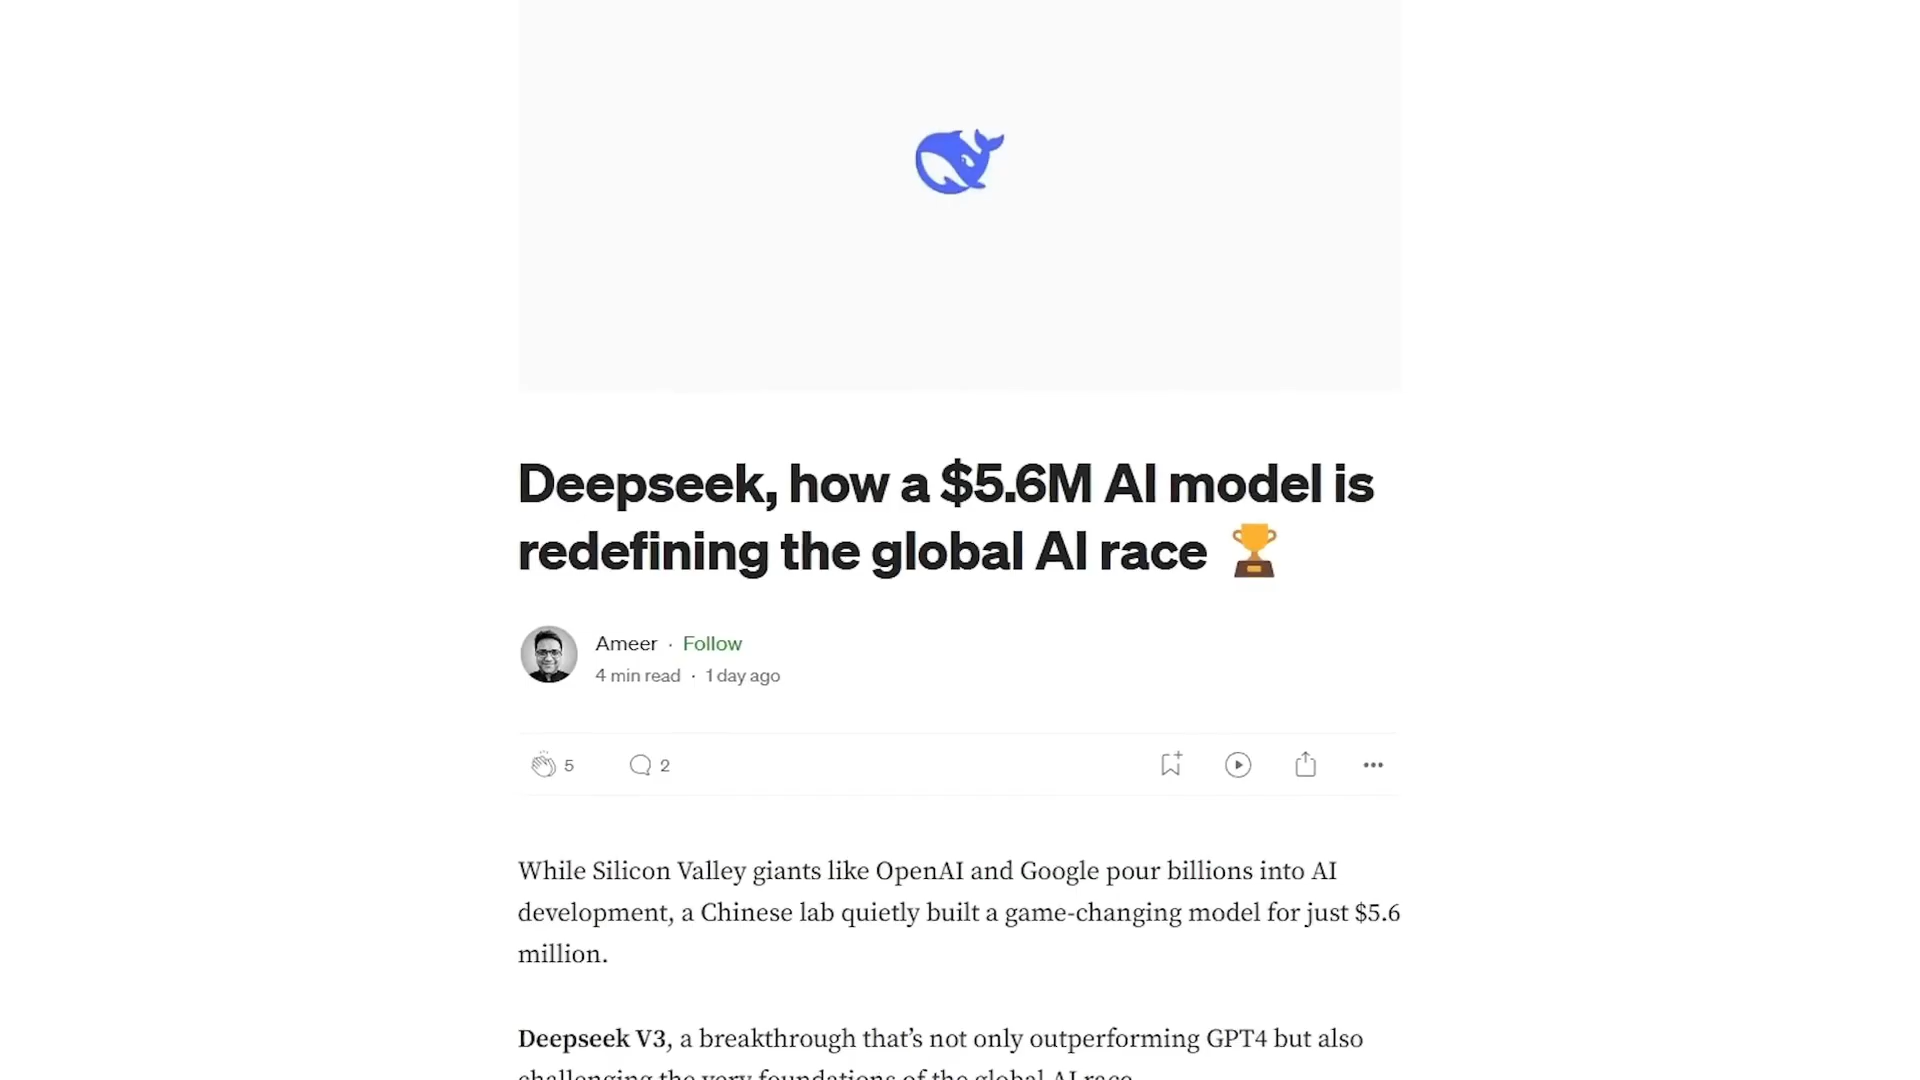 Deepseek, how a $5.6M AI model is
redefining the global AI race 🏆
Ameer · Follow
4 min read · 1 day ago
5 2
While Silicon Valley giants like OpenAI and Google pour billions into AI
development, a Chinese lab quietly built a game-changing model for just $5.6
million.
Deepseek V3, a breakthrough that’s not only outperforming GPT4 but also
challenging the very foundations of the global AI race.